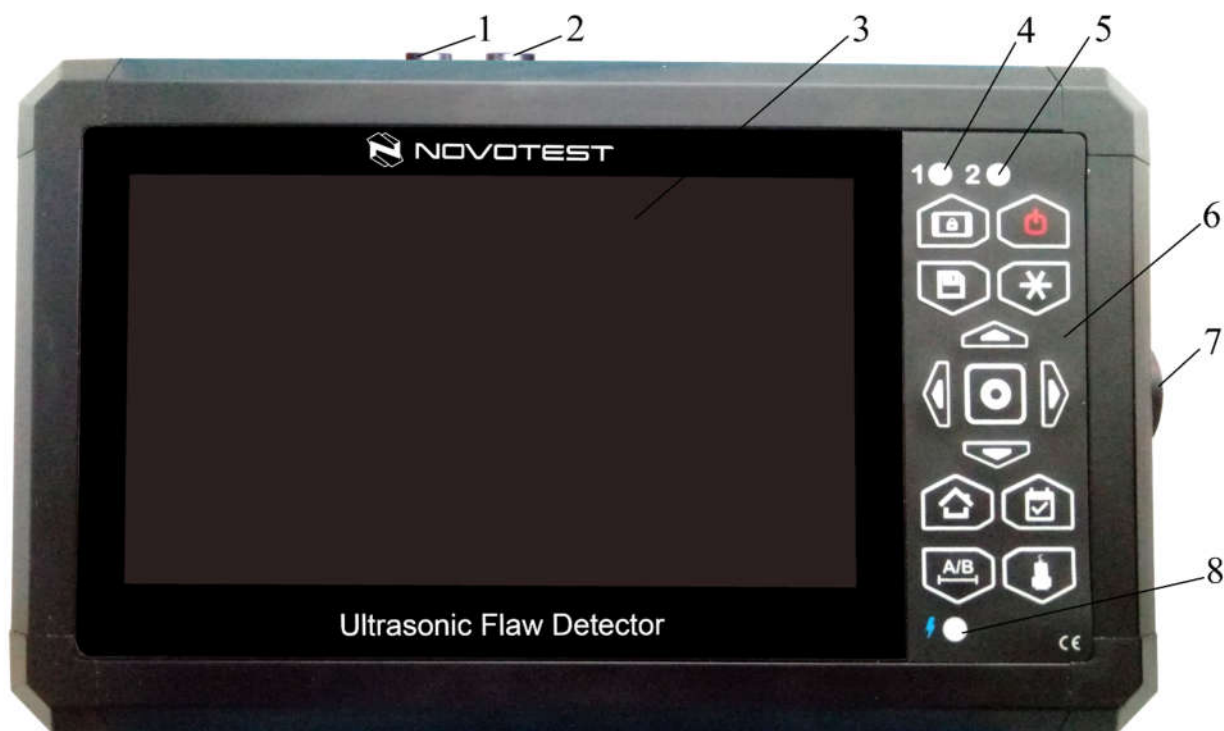 1 2 3 4 5
NOVOTEST
1 2
6
7
A/B
8
Ultrasonic Flaw Detector
CE